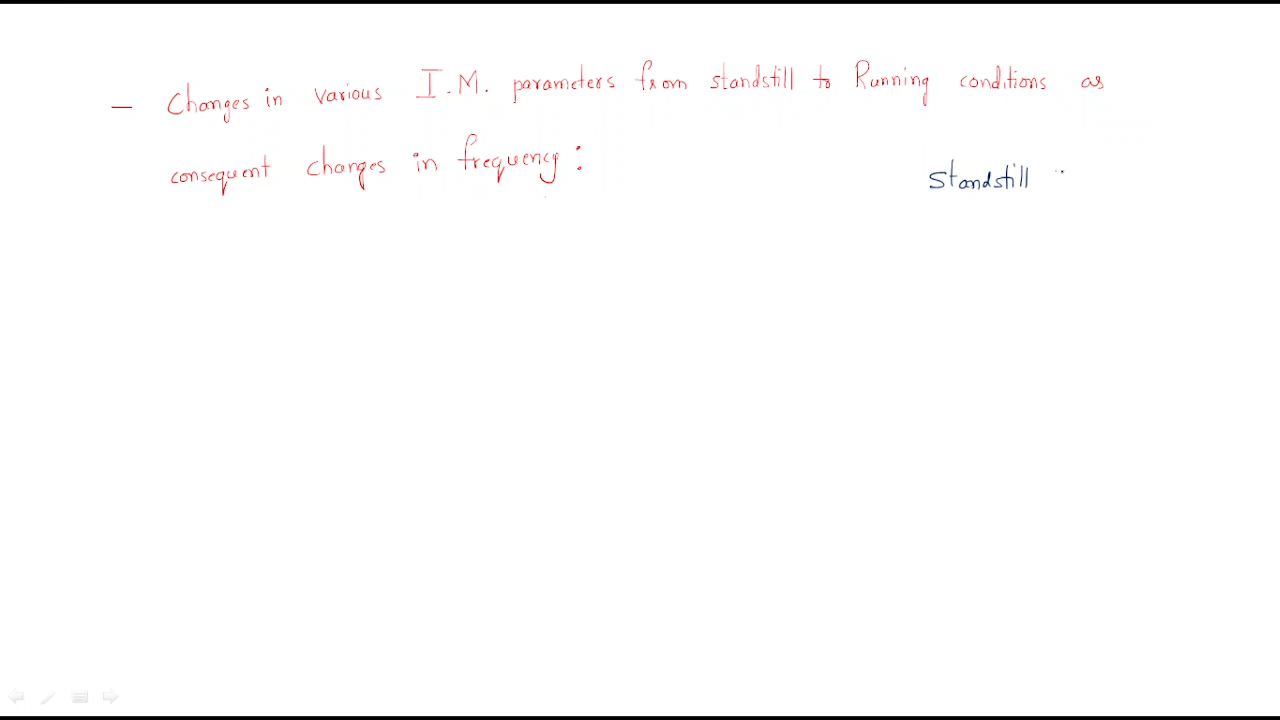 - Changes in various I.M. parameters from standstill to Running conditions as
consequent changes in frequency:
Standstill